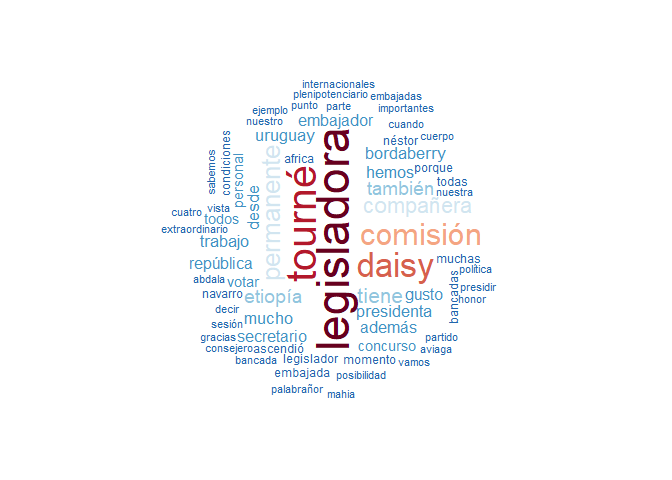 internacionales
plenipotenciario embajadas
punto parte importantes
ejemplo
nuestro embajador cuando
uruguay néstor cuerpo
africa bordaberry porque
sabemos condiciones personal permanente tourné legisladora hemos
también todas
nuestra
compañera
cuatro vista desde
todos
extraordinario
trabajo comisión
república daisy muchas
abdala votar política
navarro etiopía tiene gusto bancadas presidir
honor
decir mucho presidenta
sesión además
gracias secretario partido
consejero ascendió concurso aviaga
bancada legislador momento vamos
embajada posibilidad
palabrañor mahia